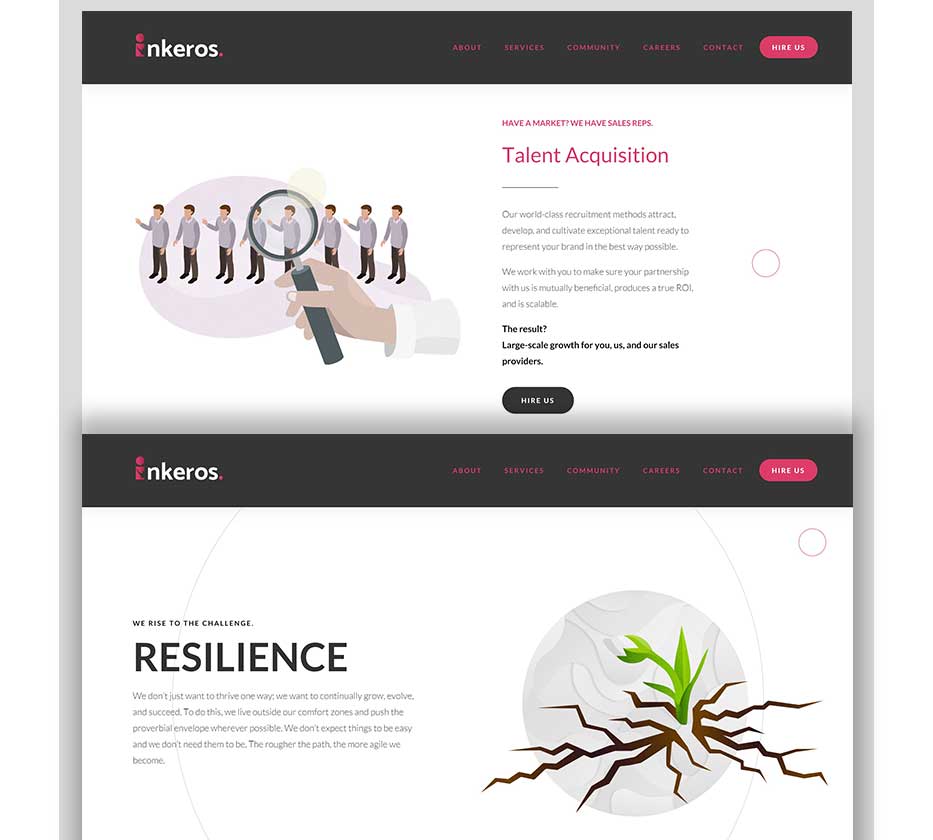 inkeros.
ABOUT SERVICES COMMUNITY CAREERS CONTACT HIRE US
HAVE A MARKET? WE HAVE SALES REPS.
Talent Acquisition
Our world-class recruitment methods attract,
develop, and cultivate exceptional talent ready to
represent your brand in the best way possible.
We work with you to make sure your partnership
with us is mutually beneficial, produces a true ROI,
and is scalable.
The result?
Large-scale growth for you, us, and our sales
providers.
HIRE US
inkeros.
ABOUT SERVICES COMMUNITY CAREERS CONTACT HIRE US
WE RISE TO THE CHALLENGE.
RESILIENCE
We don't just want to thrive one way; we want to continually grow, evolve,
and succeed. To do this, we live outside our comfort zones and push the
proverbial envelope wherever possible. We don't expect things to be easy
and we don't need them to be. The rougher the path, the more agile we
become.